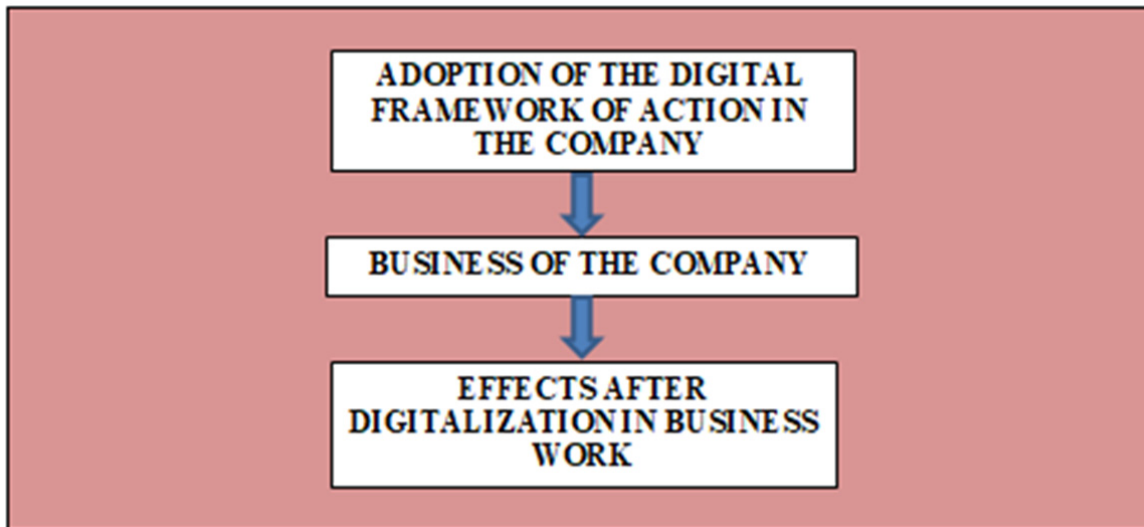 ADOPTION OF THE DIGITAL
FRAMEWORK OF ACTION IN
THE COMPANY
BUSINESS OF THE COMPANY
EFFECTS AFTER
DIGITALIZATION IN BUSINESS
WORK